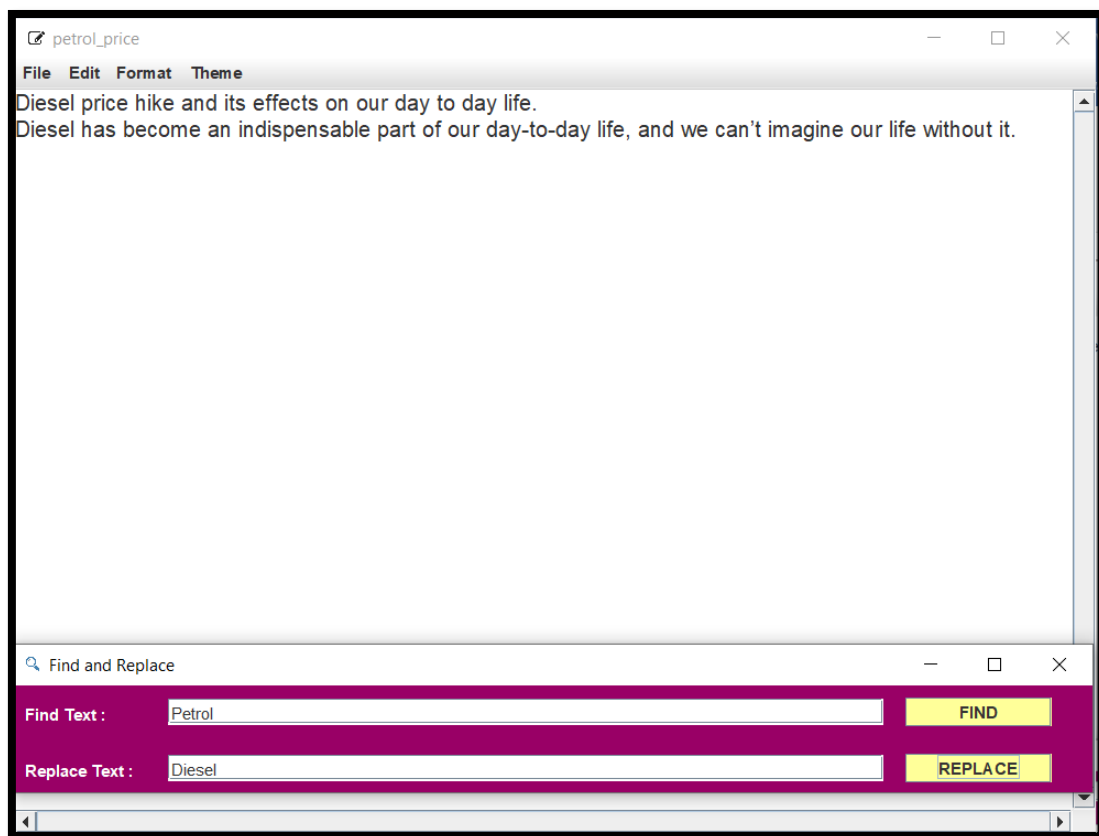 petrol_price
File Edit Format Theme
Diesel price hike and its effects on our day to day life.
Diesel has become an indispensable part of our day-to-day life, and we can’t imagine our life without it.
Find and Replace
Find Text : Petrol FIND
Replace Text : Diesel REPLACE